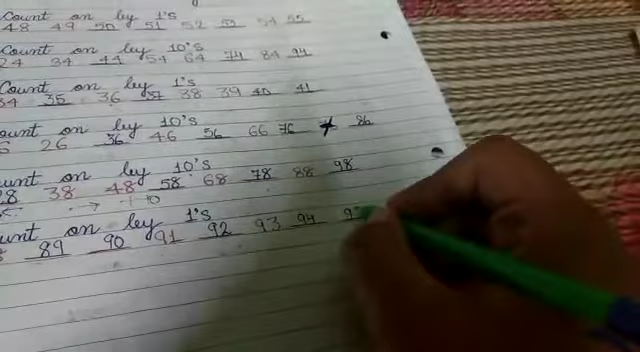 Count on by 1's
48 49 50 51 52 53 54 55
Count on by 10's
24 34 44 54 64 74 84 94
Count on by 1's
34 35 36 37 38 39 40 41
ount on by 10's
6 26 36 46 56 66 76 86
unt on by 10's
28 38 48 58 68 78 88 98
→ + 10
unt on by 1's
89 90 91 92 93 94 9